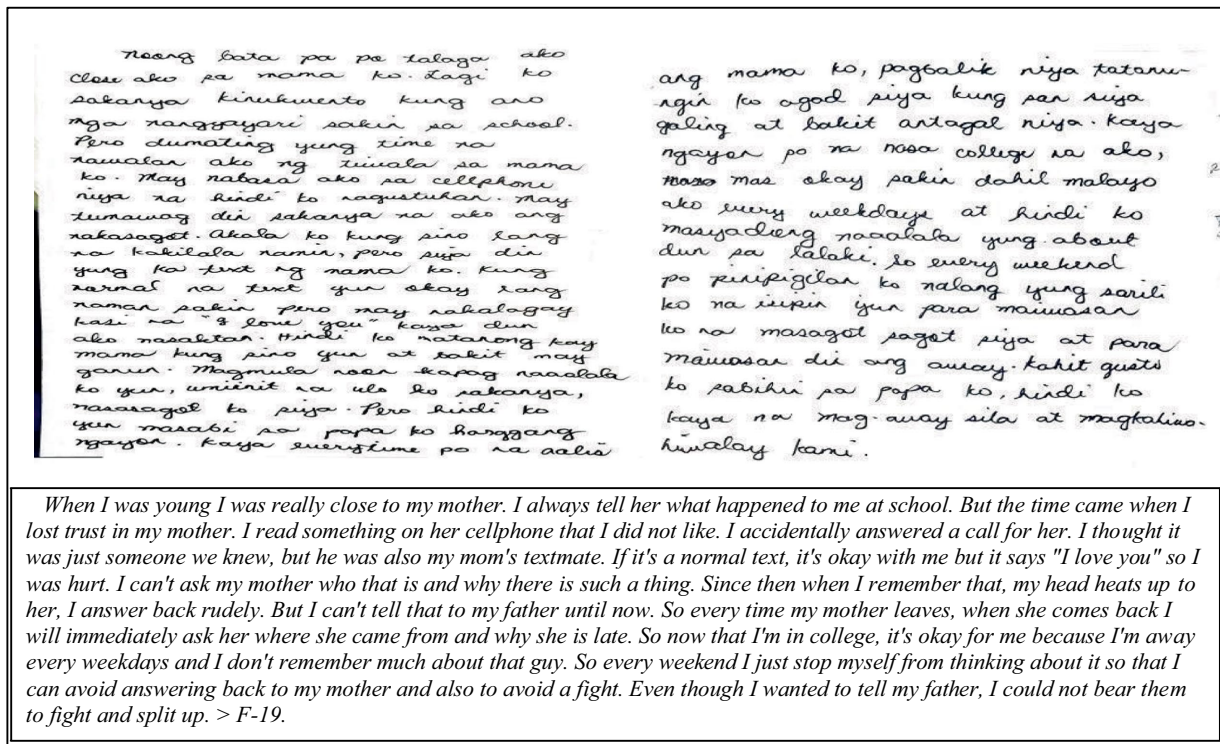 noong bata pa po talaga ako
close ako sa mama ko. Lagi ko
sakanya kinukwento kung ano
mga nangyayari sakin sa school.
Pero dumating yung time na
nawalan ako ng tiwala sa mama
ko. May nabasa ako sa cellphone
niya na hindi ko nagustuhan. May
tumawag din sakanya na ako ang
nakasagot. Akala ko kung sino lang
na kakilala namin, pero siya din
yung ka text ng mama ko. Kung
normal na text yun okay lang
naman sakin pero may nakalagay
kasi na "I love you" kaya dun
ako nasaktan. Hindi ko matanong kay
mama kung sino yun at bakit may
ganun. Magmula noon kapag naaalala
ko yun, umiinit na ulo ko sakanya,
nasasagot ko siya. Pero hindi ko
yun masabi sa papa ko hanggang
ngayon. Kaya everytime po na aalis
ang mama ko, pagbalik niya tatanu-
ngin ko agad siya kung san siya
galing at bakit antagal niya. Kaya
ngayon po na nasa college na ako,
mas okay sakin dahil malayo
ako every weekdays at hindi ko
masyadong naaalala yung about
dun sa lalaki. So every weekend
po pinipigilan ko nalang yung sarili
ko na isipin yun para maiwasan
ko na masagot sagot siya at para
maiwasan din ang away. Kahit gusto
ko sabihin sa papa ko, hindi ko
kaya na mag-away sila at magkahiwa-
hiwalay kami.
When I was young I was really close to my mother. I always tell her what happened to me at school. But the time came when I
lost trust in my mother. I read something on her cellphone that I did not like. I accidentally answered a call for her. I thought it
was just someone we knew, but he was also my mom's textmate. If it's a normal text, it's okay with me but it says "I love you" so I
was hurt. I can't ask my mother who that is and why there is such a thing. Since then when I remember that, my head heats up to
her, I answer back rudely. But I can't tell that to my father until now. So every time my mother leaves, when she comes back I
will immediately ask her where she came from and why she is late. So now that I'm in college, it's okay for me because I'm away
every weekdays and I don't remember much about that guy. So every weekend I just stop myself from thinking about it so that I
can avoid answering back to my mother and also to avoid a fight. Even though I wanted to tell my father, I could not bear them
to fight and split up. > F-19.